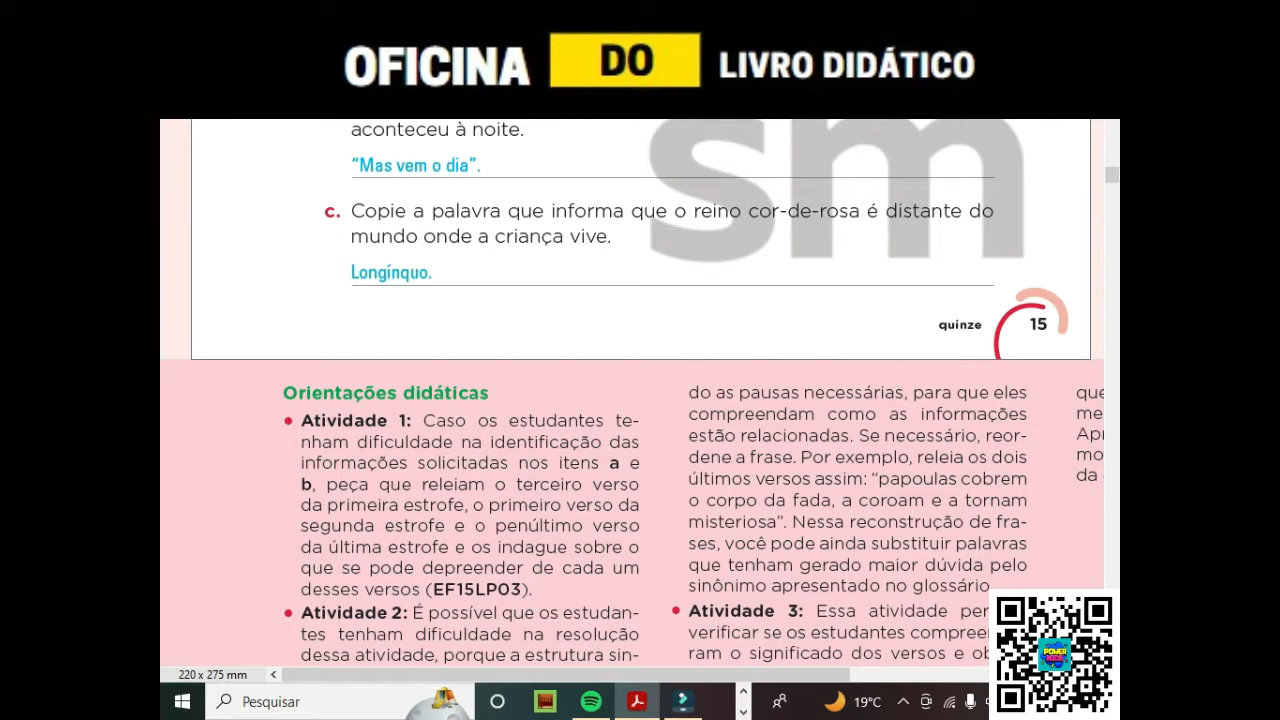 OFICINA DO LIVRO DIDÁTICO
aconteceu à noite.
“Mas vem o dia”.
sm
c. Copie a palavra que informa que o reino cor-de-rosa é distante do
mundo onde a criança vive.
Longínquo.
quinze 15
Orientações didáticas
• Atividade 1: Caso os estudantes te-
nham dificuldade na identificação das
informações solicitadas nos itens a e
b, peça que releiam o terceiro verso
da primeira estrofe, o primeiro verso da
segunda estrofe e o penúltimo verso
da última estrofe e os indague sobre o
que se pode depreender de cada um
desses versos (EF15LP03).
• Atividade 2: É possível que os estudan-
tes tenham dificuldade na resolução
dessa atividade, porque a estrutura sin-
do as pausas necessárias, para que eles
compreendam como as informações
estão relacionadas. Se necessário, reor-
dene a frase. Por exemplo, releia os dois
últimos versos assim: “papoulas cobrem
o corpo da fada, a coroam e a tornam
misteriosa”. Nessa reconstrução de fra-
ses, você pode ainda substituir palavras
que tenham gerado maior dúvida pelo
sinônimo apresentado no glossário.
• Atividade 3: Essa atividade per
verificar se os estudantes compreen
ram o significado dos versos e ob
que
me
Apr
mo
da
220 x 275 mm
Pesquisar
19°C
POWER